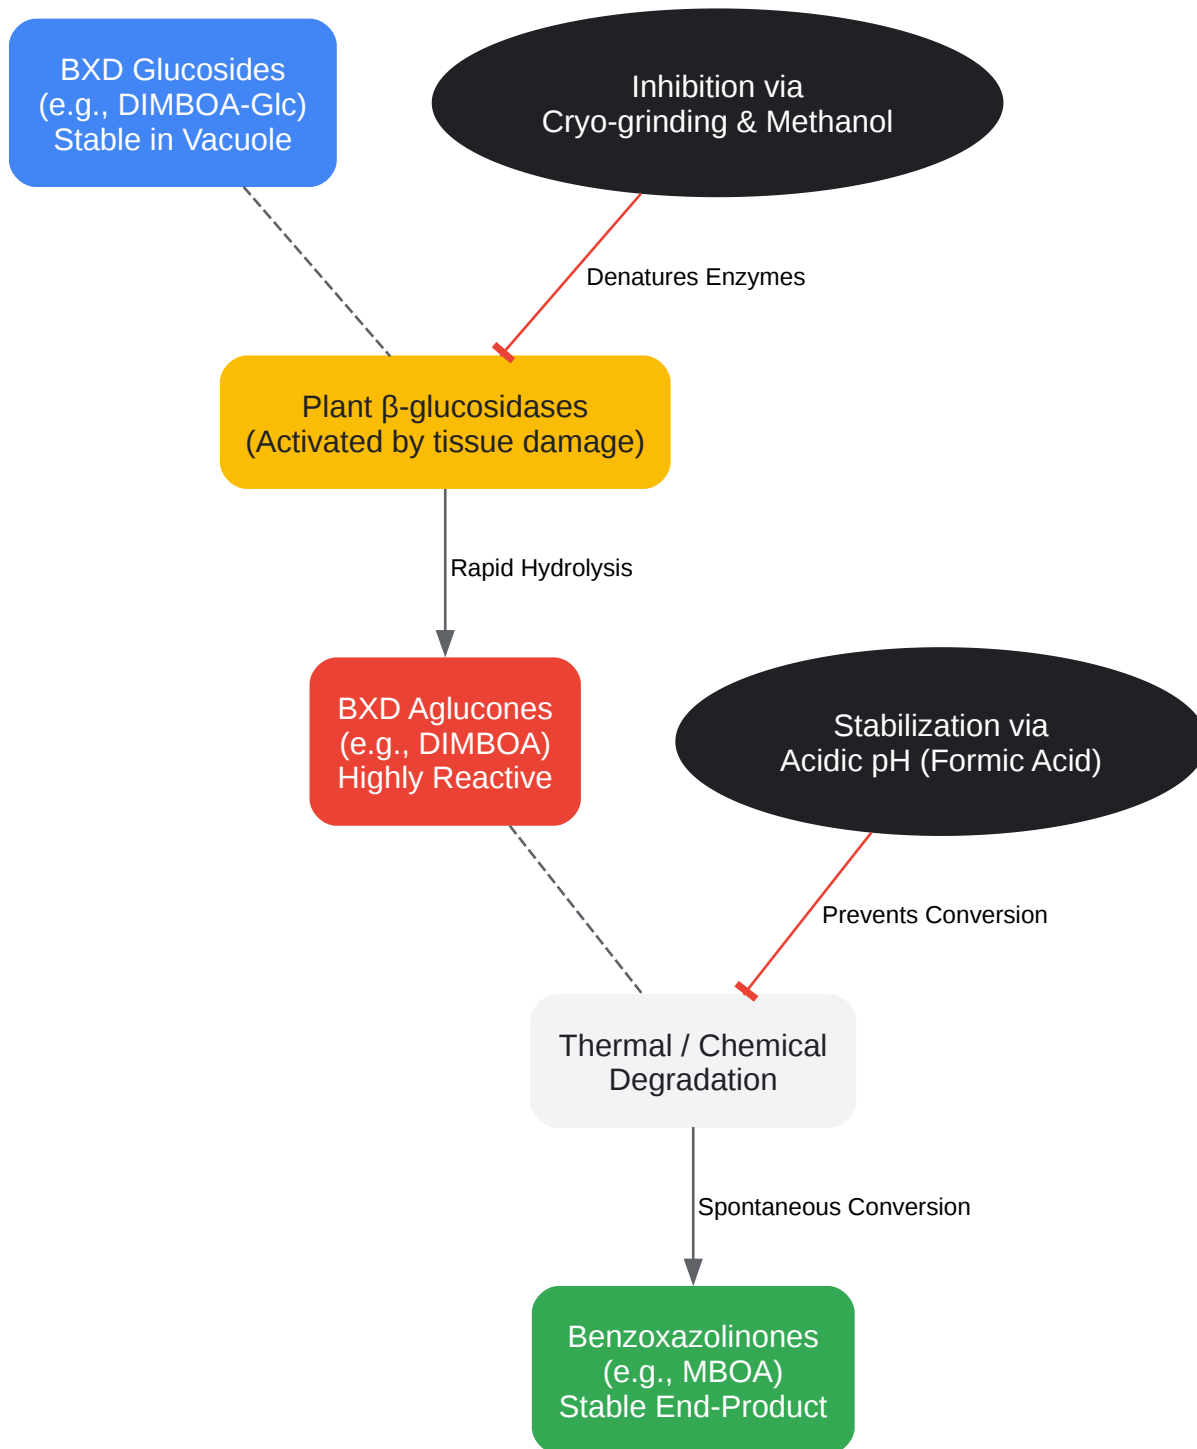 BXD Glucosides
(e.g., DIMBOA-Glc)
Stable in Vacuole
Inhibition via
Cryo-grinding & Methanol
Denatures Enzymes
Plant β-glucosidases
(Activated by tissue damage)
Rapid Hydrolysis
BXD Aglucones
(e.g., DIMBOA)
Highly Reactive
Stabilization via
Acidic pH (Formic Acid)
Prevents Conversion
Thermal / Chemical
Degradation
Spontaneous Conversion
Benzoxazolinones
(e.g., MBOA)
Stable End-Product